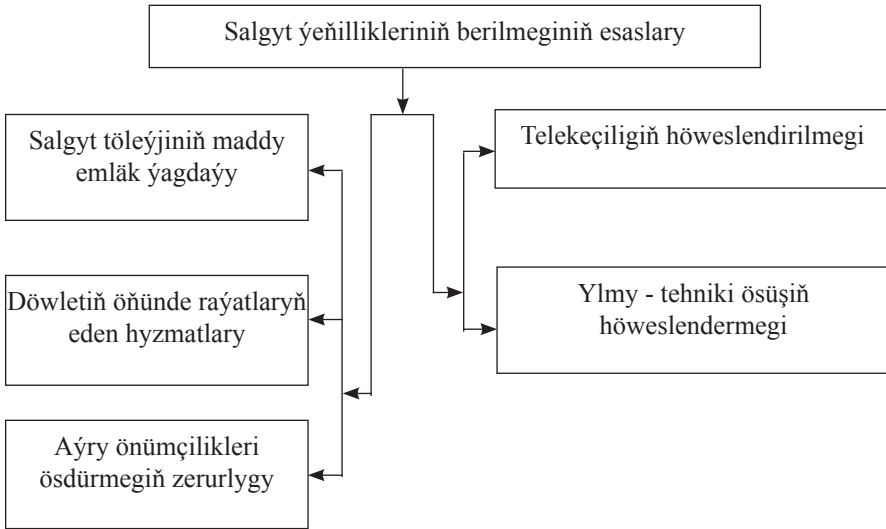 Salgyt ýeňillikleriniň berilmeginiň esaslary
Salgyt töleýjiniň maddy
emläk ýagdaýy
Döwletiň öňünde raýatlaryň
eden hyzmatlary
Aýry önümçilikleri
ösdürmegiň zerurlygy
Telekeçiligiň höweslendirilmegi
Ylmy - tehniki ösüşiň
höweslendermegi